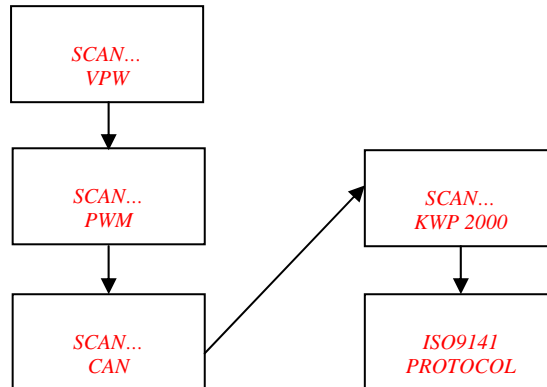 SCAN...
VPW
SCAN...
PWM
SCAN...
CAN
SCAN...
KWP 2000
ISO9141
PROTOCOL